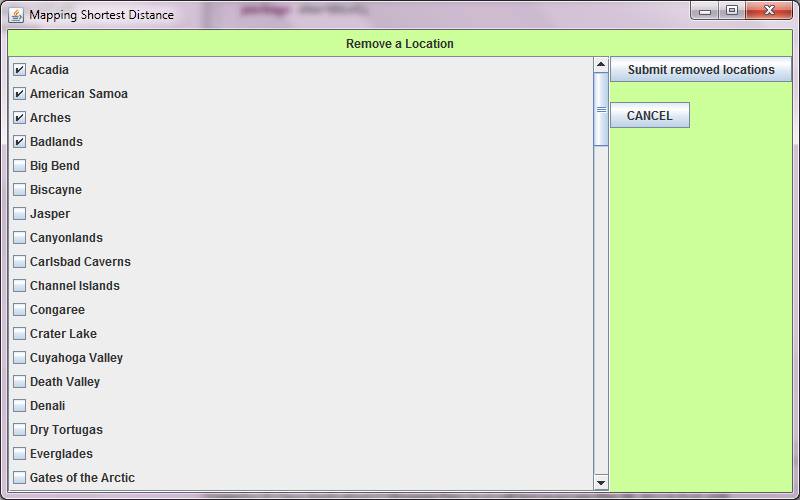 Mapping Shortest Distance
Remove a Location
Acadia
American Samoa
Arches
Badlands
Big Bend
Biscayne
Jasper
Canyonlands
Carlsbad Caverns
Channel Islands
Congaree
Crater Lake
Cuyahoga Valley
Death Valley
Denali
Dry Tortugas
Everglades
Gates of the Arctic
Submit removed locations
CANCEL